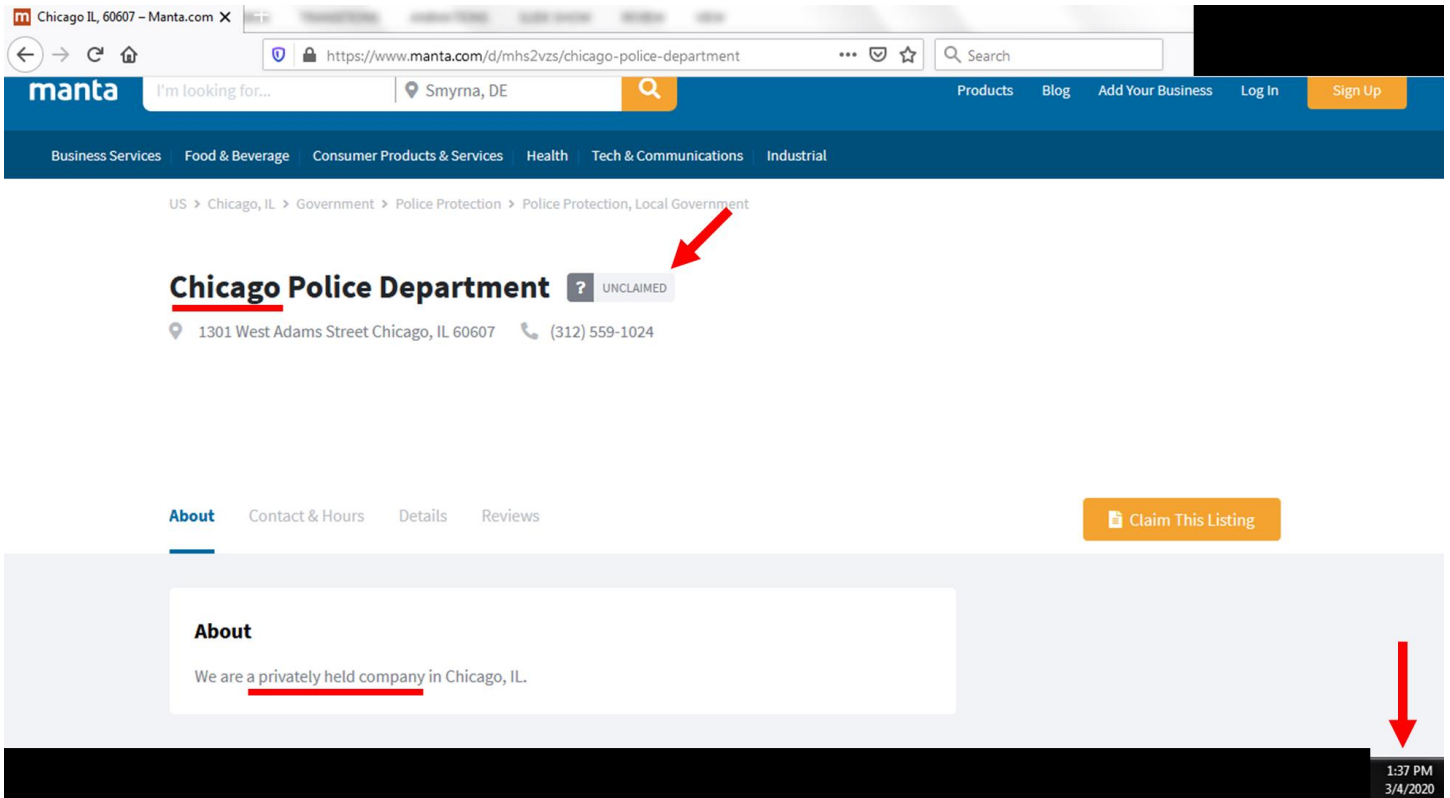 Chicago IL, 60607 – Manta.com X
https://www.manta.com/d/mhs2vzs/chicago-police-department ••• Search
manta I'm looking for... Smyrna, DE Products Blog Add Your Business Log In Sign Up
Business Services Food & Beverage Consumer Products & Services Health Tech & Communications Industrial
US > Chicago, IL > Government > Police Protection > Police Protection, Local Government
Chicago Police Department ? UNCLAIMED
1301 West Adams Street Chicago, IL 60607 (312) 559-1024
About Contact & Hours Details Reviews Claim This Listing
About
We are a privately held company in Chicago, IL.
1:37 PM
3/4/2020